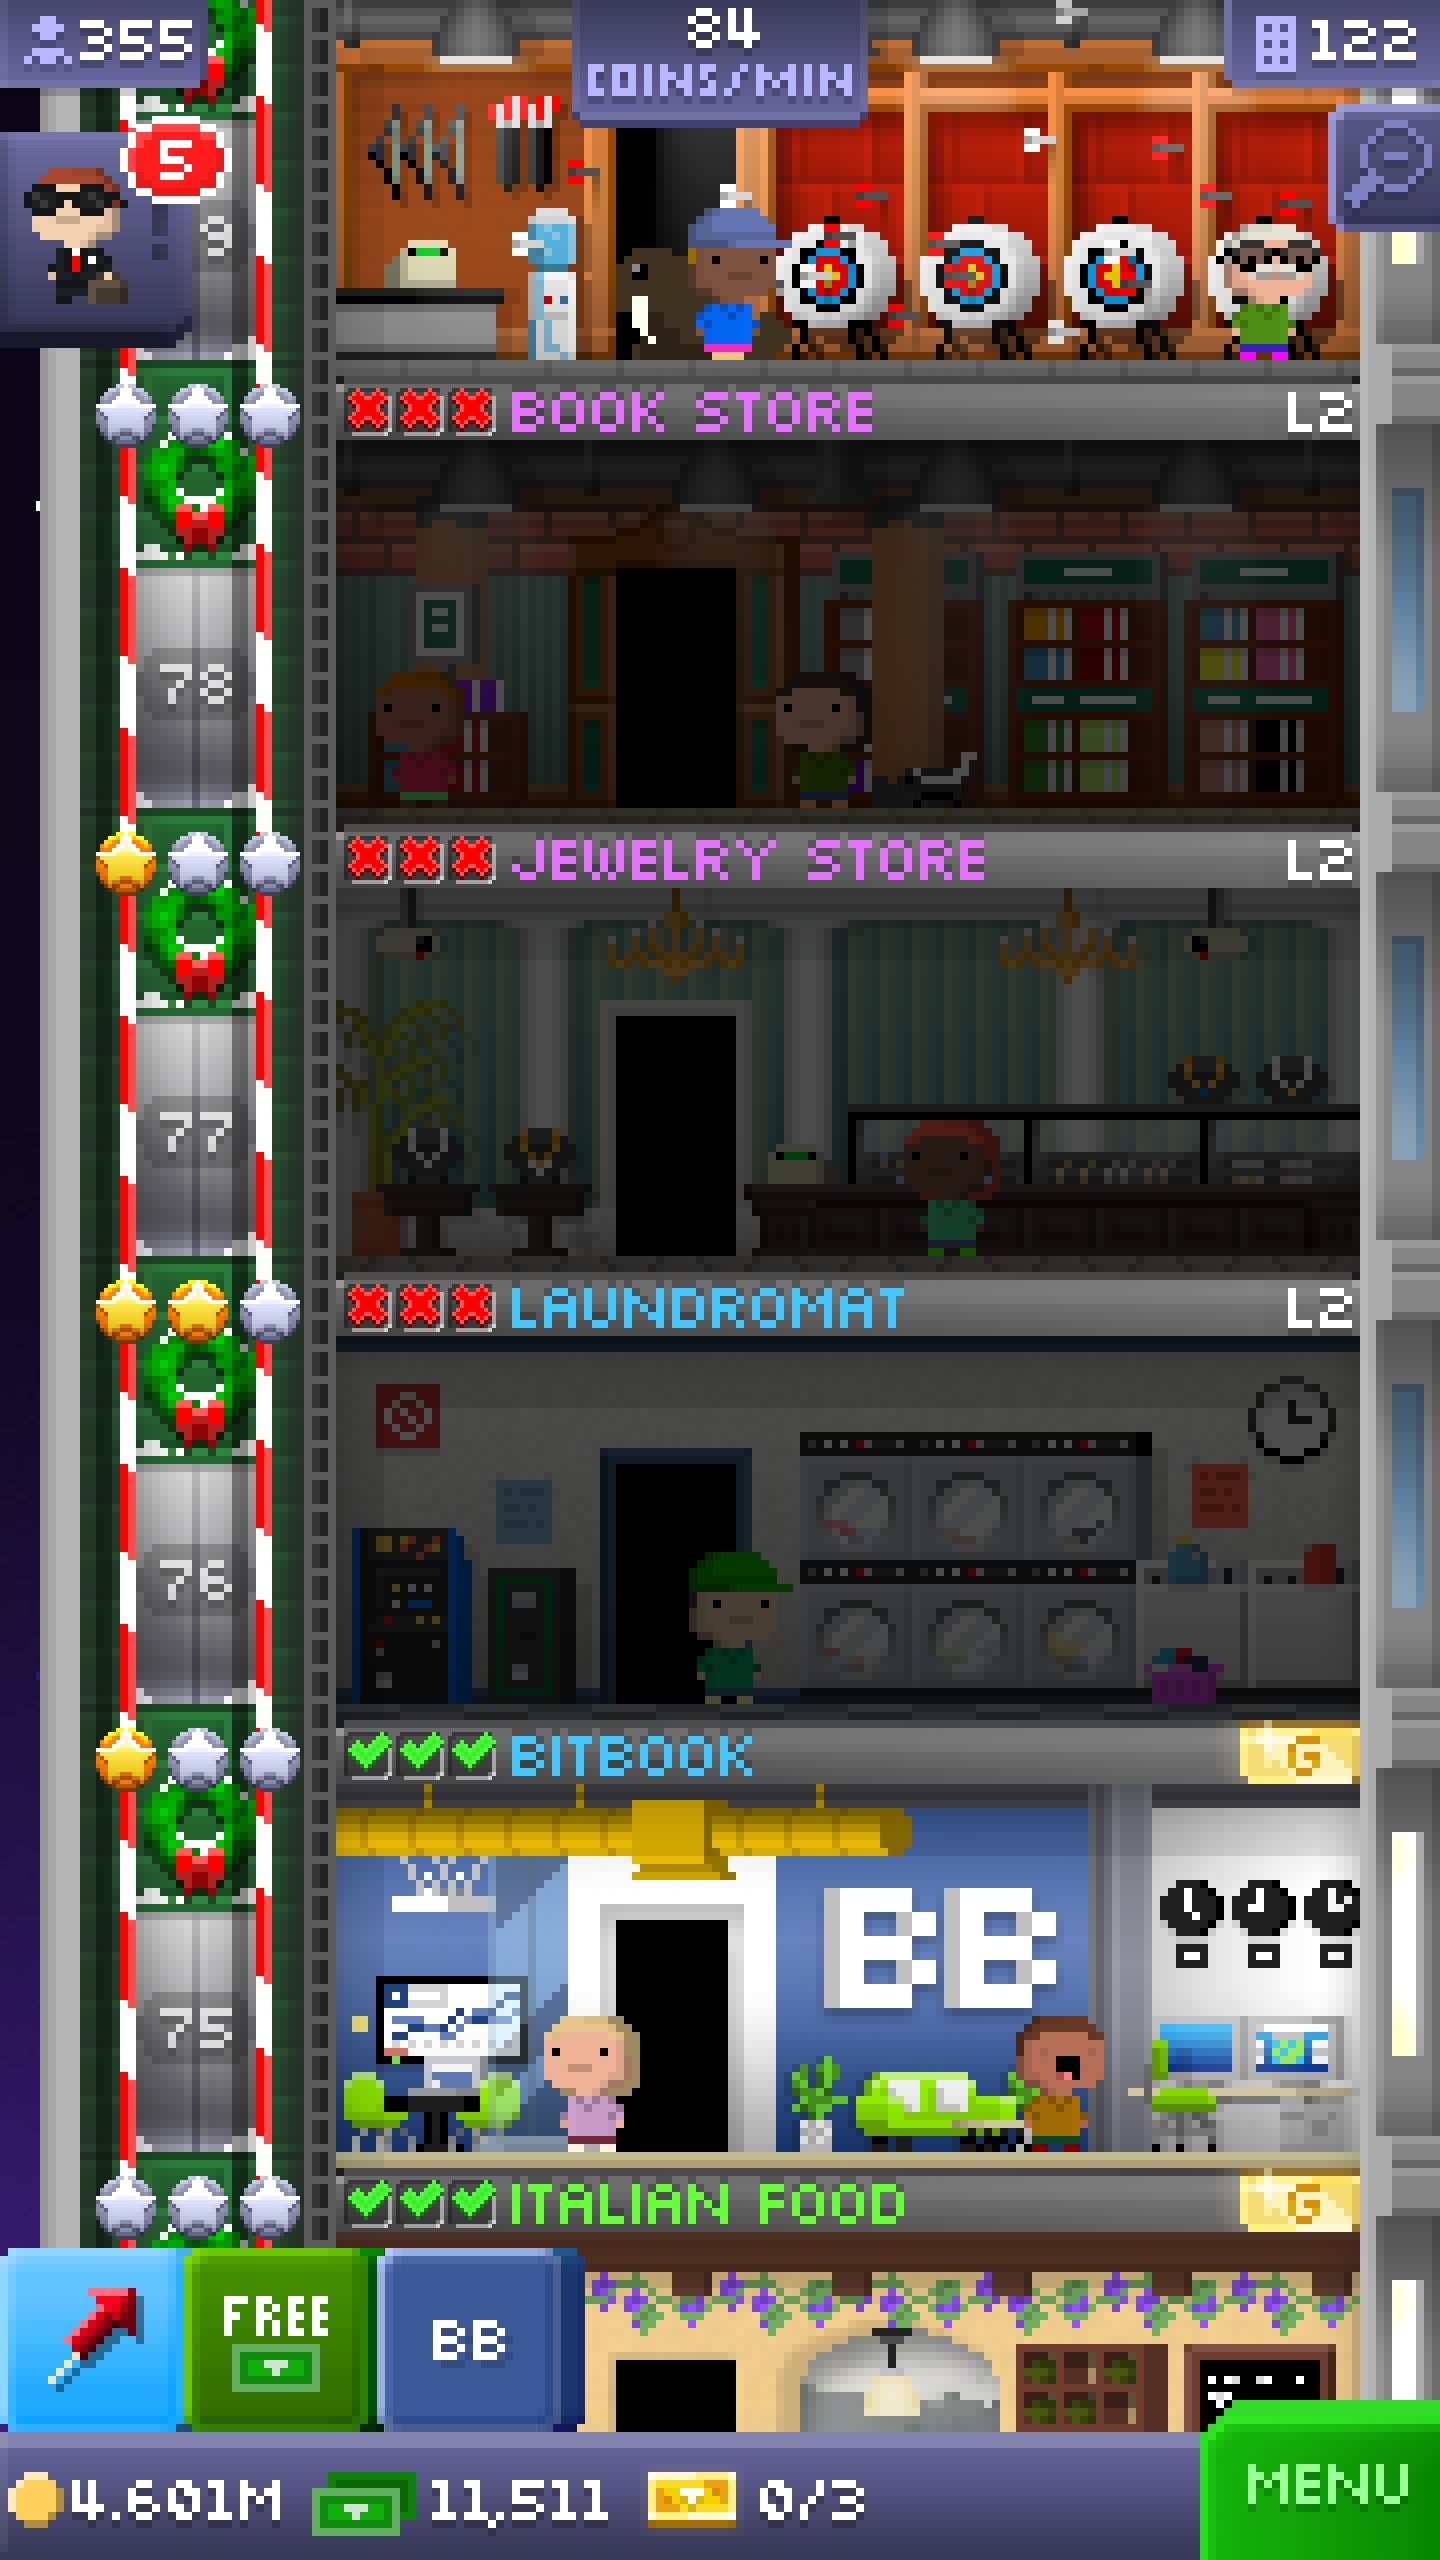 355
84
COINS/MIN
122
5
BOOK STORE
L2
78
JEWELRY STORE
L2
77
LAUNDROMAT
L2
76
BITBOOK
G
BB
75
ITALIAN FOOD
G
FREE
BB
4.601M
11,511
0/3
MENU